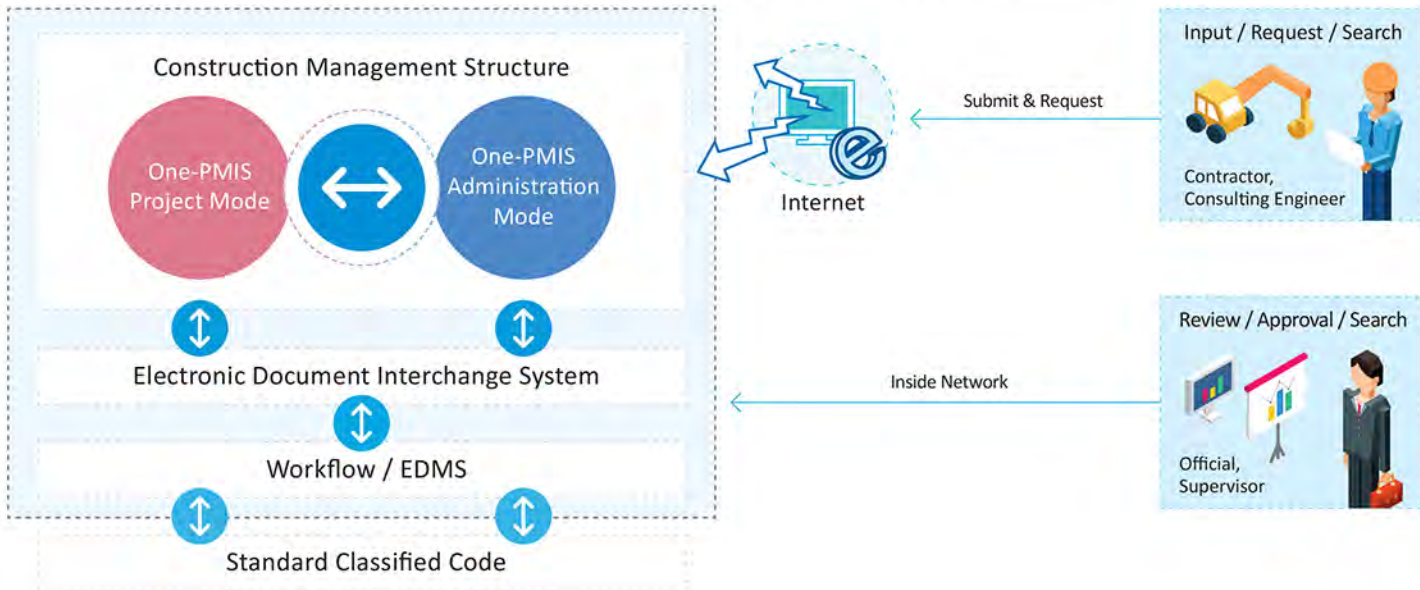 Construction Management Structure
One-PMIS
Project Mode
One-PMIS
Administration
Mode
Electronic Document Interchange System
Workflow / EDMS
Standard Classified Code
Internet
Submit & Request
Inside Network
Input / Request / Search
Contractor,
Consulting Engineer
Review / Approval / Search
Official,
Supervisor